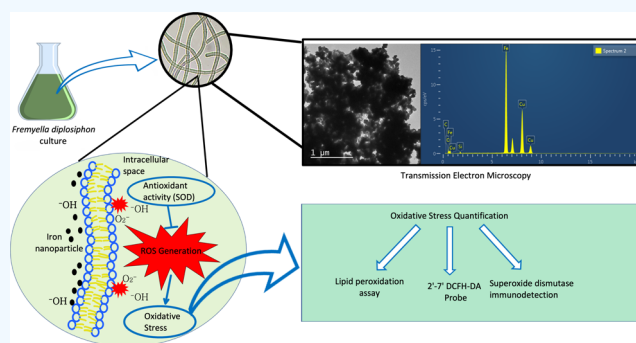 Fremyella diplosiphon
culture
Intracellular
space
Antioxidant
activity (SOD)
⁻OH
⁻OH
O₂⁻
Iron
nanoparticle
ROS Generation
O₂⁻
⁻OH
⁻OH
Oxidative
Stress
1 μm
Spectrum 2
Fe
Cu
Cu
Transmission Electron Microscopy
Oxidative Stress Quantification
Lipid peroxidation
assay
2'-7' DCFH-DA
Probe
Superoxide dismutase
immunodetection